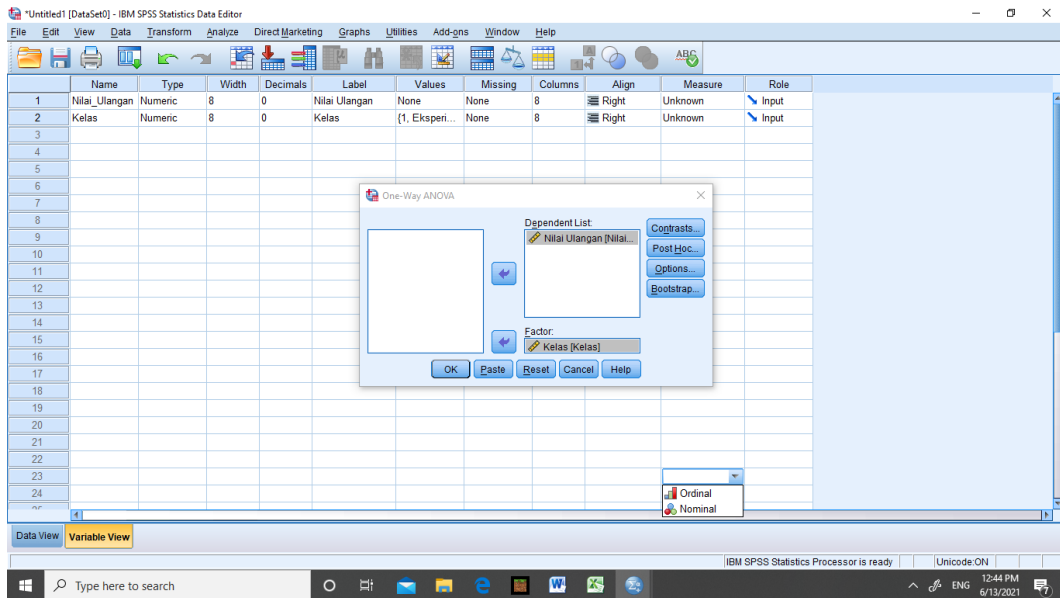 *Untitled1 [DataSet0] - IBM SPSS Statistics Data Editor
File Edit View Data Transform Analyze Direct Marketing Graphs Utilities Add-ons Window Help
Name Type Width Decimals Label Values Missing Columns Align Measure Role
1 Nilai_Ulangan Numeric 8 0 Nilai Ulangan None None 8 Right Unknown Input
2 Kelas Numeric 8 0 Kelas {1, Eksperi... None 8 Right Unknown Input
3
4
5
6
7
8
9
10
11
12
13
14
15
16
17
18
19
20
21
22
23
24
25
One-Way ANOVA
Dependent List:
Nilai Ulangan [Nilai...
Contrasts...
Post Hoc...
Options...
Bootstrap...
Factor:
Kelas [Kelas]
OK Paste Reset Cancel Help
Ordinal
Nominal
Data View Variable View
IBM SPSS Statistics Processor is ready Unicode:ON
Type here to search
ENG 12:44 PM
6/13/2021